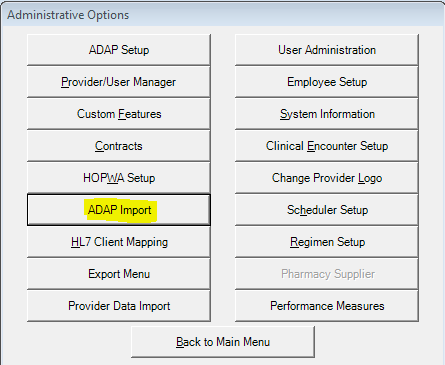 Administrative Options
ADAP Setup
User Administration
Provider/User Manager
Employee Setup
Custom Features
System Information
Contracts
Clinical Encounter Setup
HOPWA Setup
Change Provider Logo
ADAP Import
Scheduler Setup
HL7 Client Mapping
Regimen Setup
Export Menu
Pharmacy Supplier
Provider Data Import
Performance Measures
Back to Main Menu